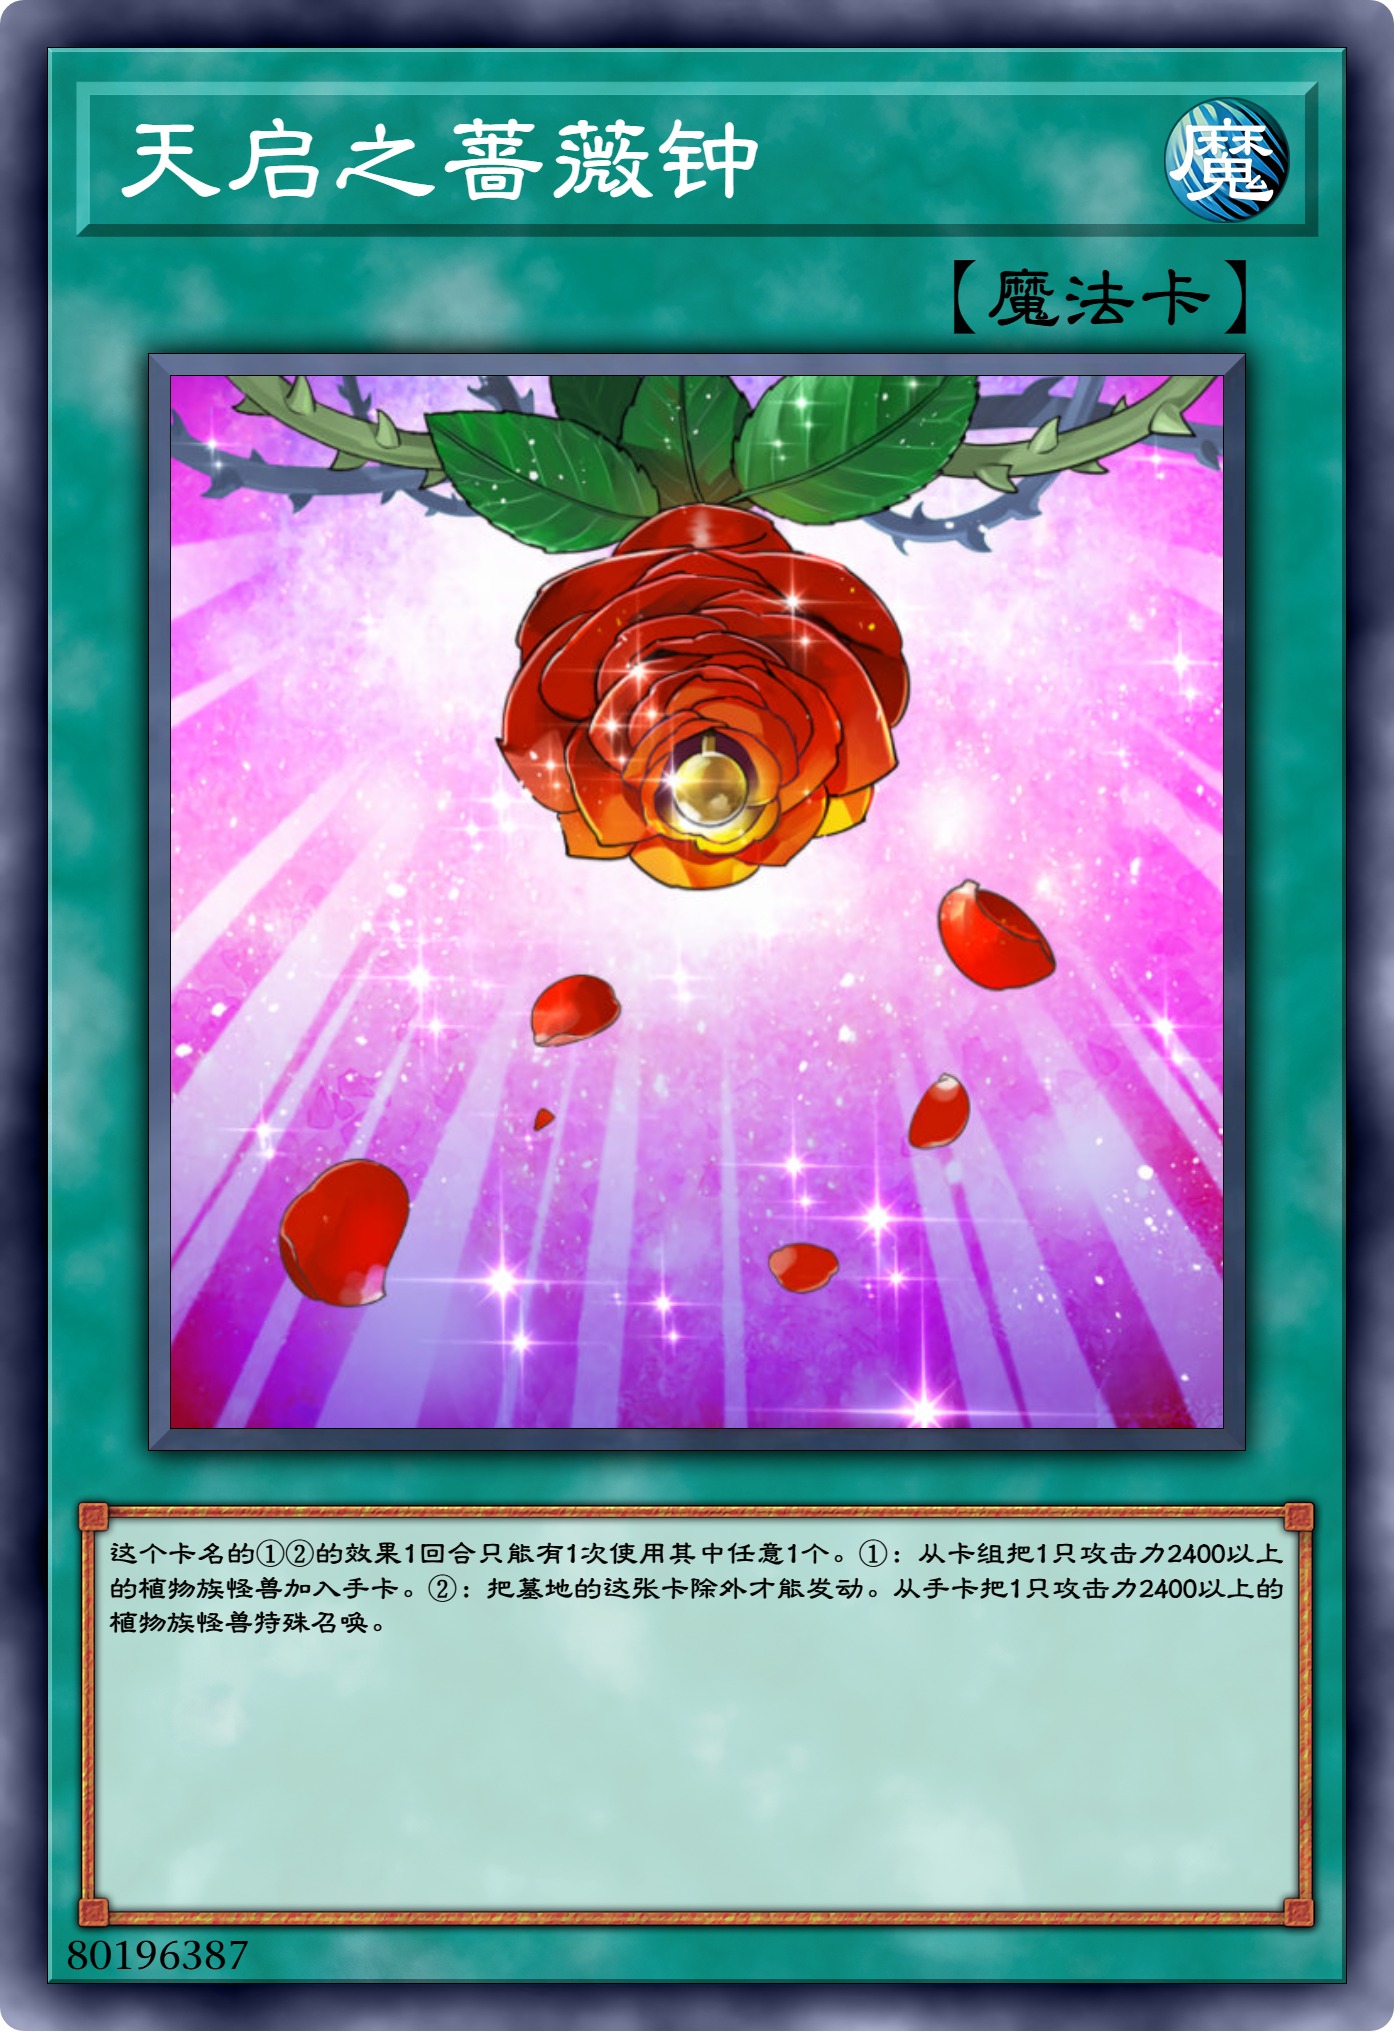 天启之蔷薇钟
魔
【魔法卡】
这个卡名的①②的效果1回合只能有1次使用其中任意1个。①：从卡组把1只攻击力2400以上
的植物族怪兽加入手卡。②：把墓地的这张卡除外才能发动。从手卡把1只攻击力2400以上的
植物族怪兽特殊召唤。
80196387